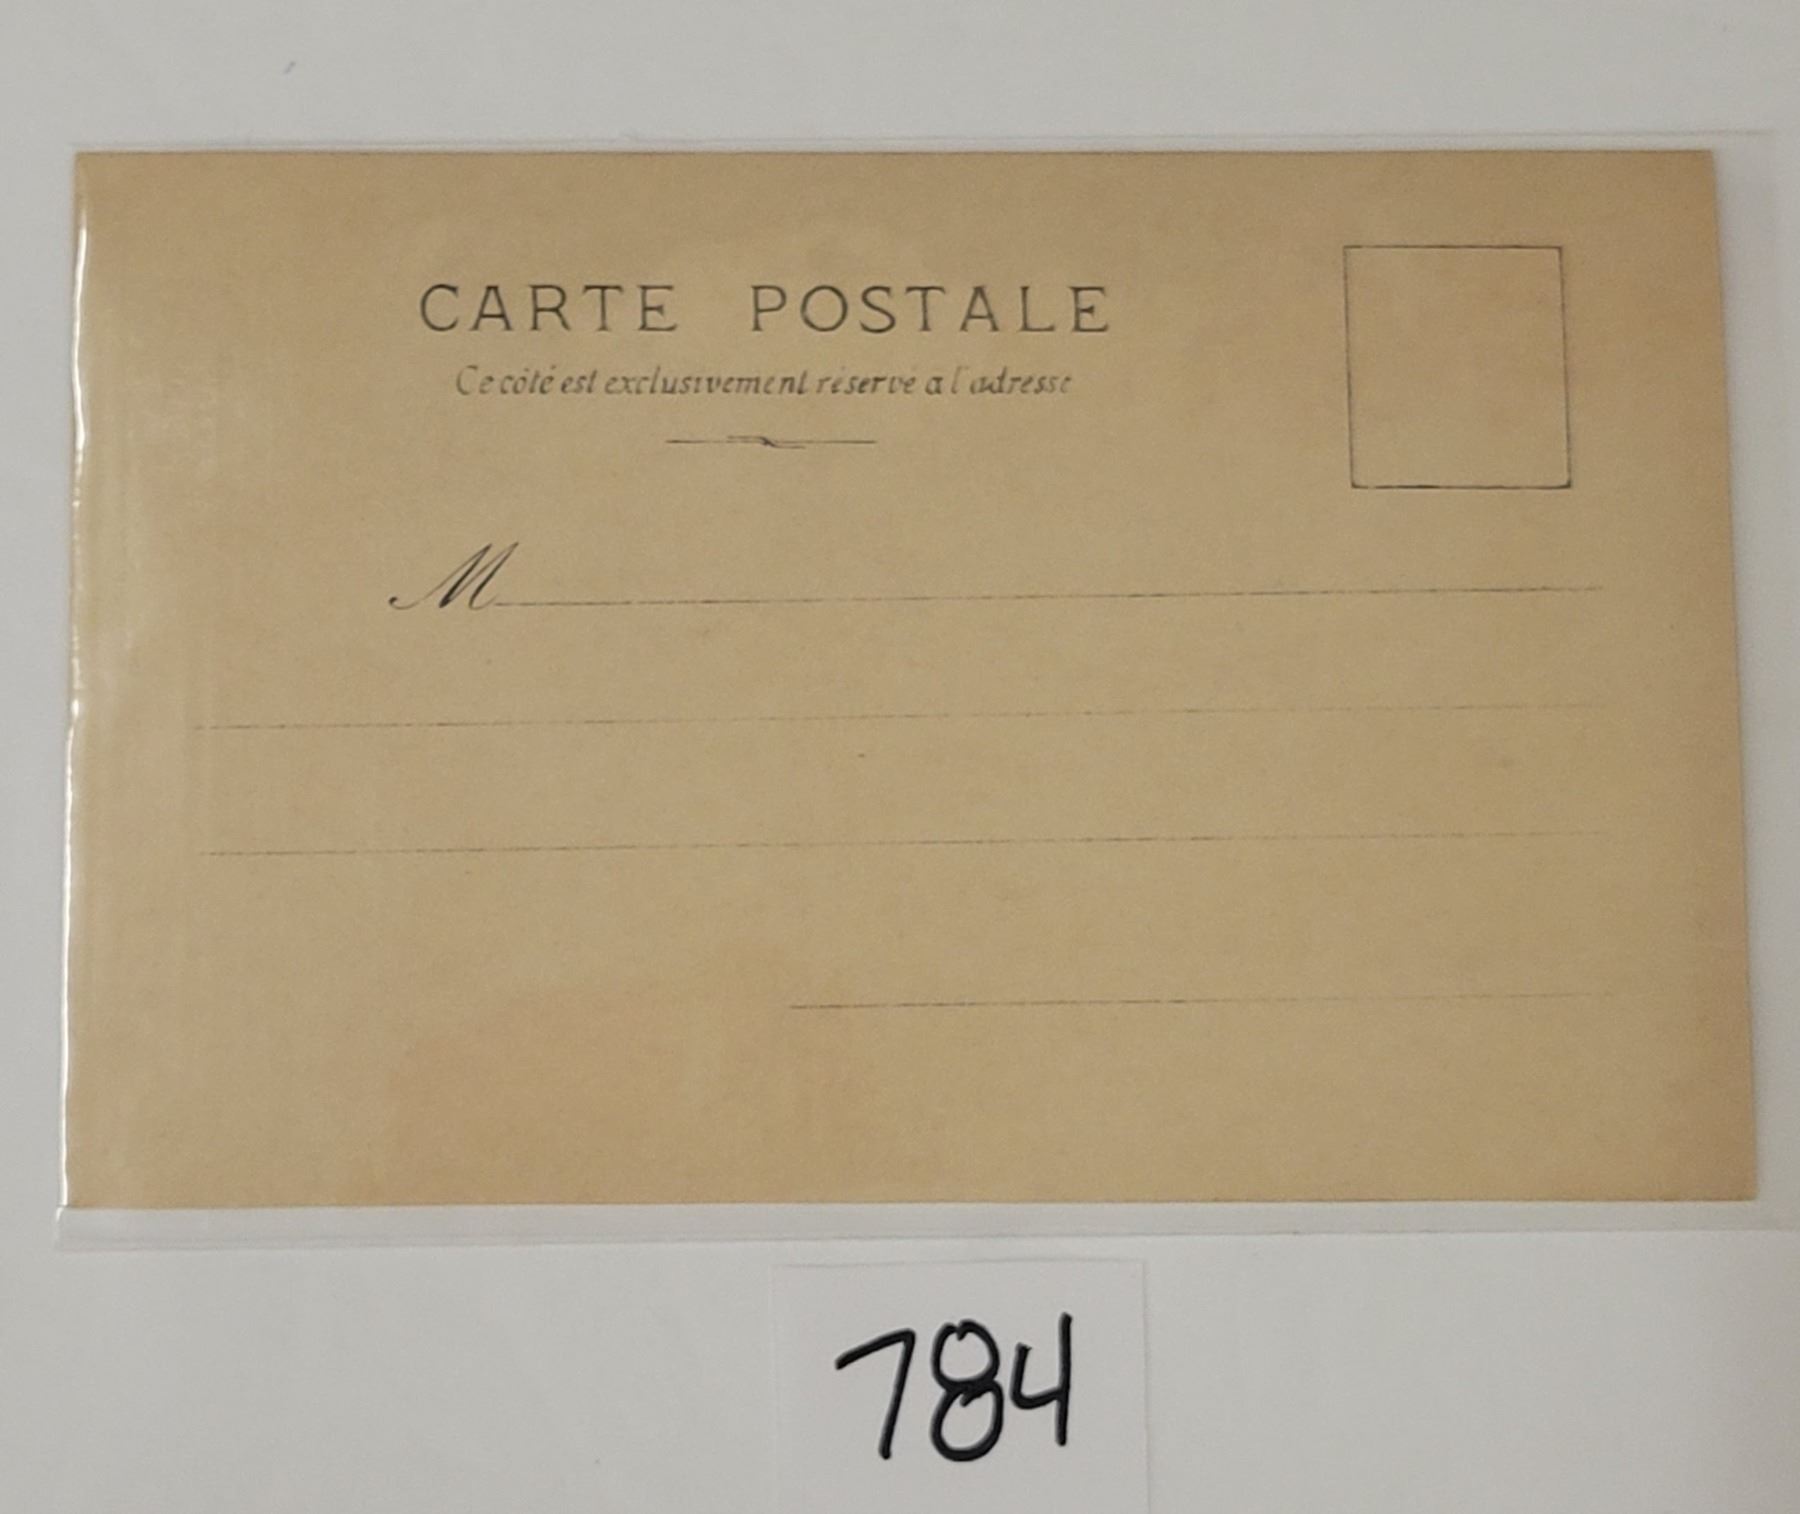 CARTE POSTALE
Ce côté est exclusivement réservé a l'adresse
M
784